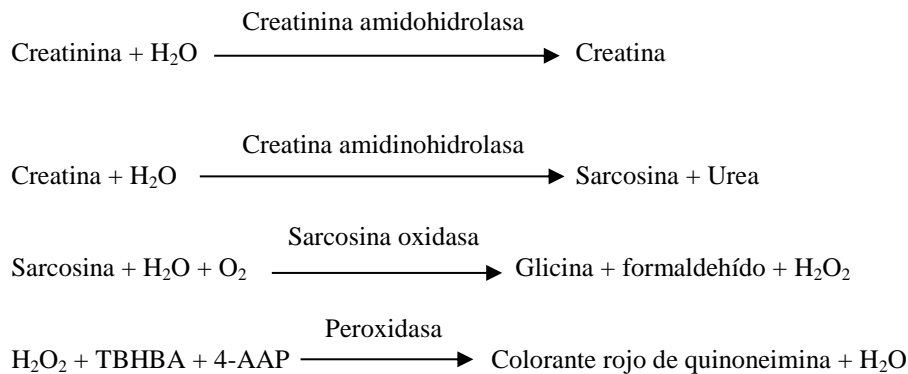 Creatinina amidohidrolasa
Creatinina + H₂O Creatina
Creatina amidinohidrolasa
Creatina + H₂O Sarcosina + Urea
Sarcosina oxidasa
Sarcosina + H₂O + O₂ Glicina + formaldehído + H₂O₂
Peroxidasa
H₂O₂ + TBHBA + 4-AAP Colorante rojo de quinoneimina + H₂O